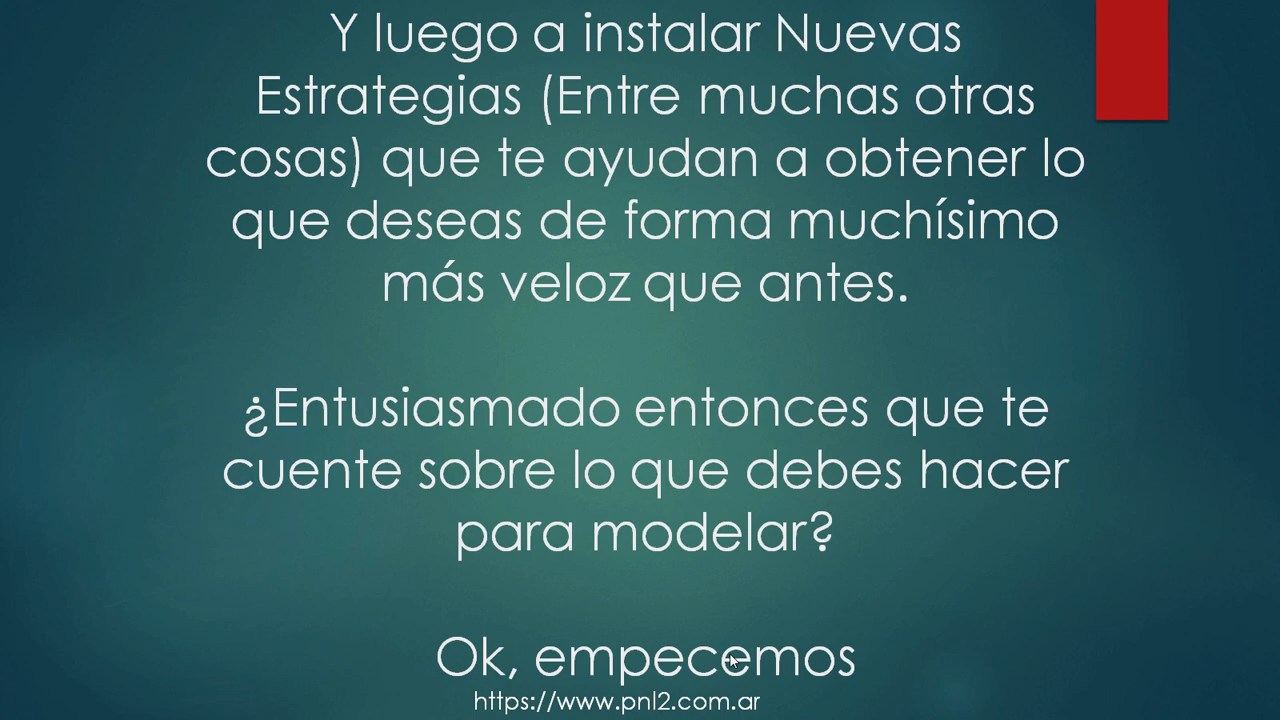 Y luego a instalar Nuevas
Estrategias (Entre muchas otras
cosas) que te ayudan a obtener lo
que deseas de forma muchísimo
más veloz que antes.
¿Entusiasmado entonces que te
cuente sobre lo que debes hacer
para modelar?
Ok, empecemos
https://www.pnl2.com.ar